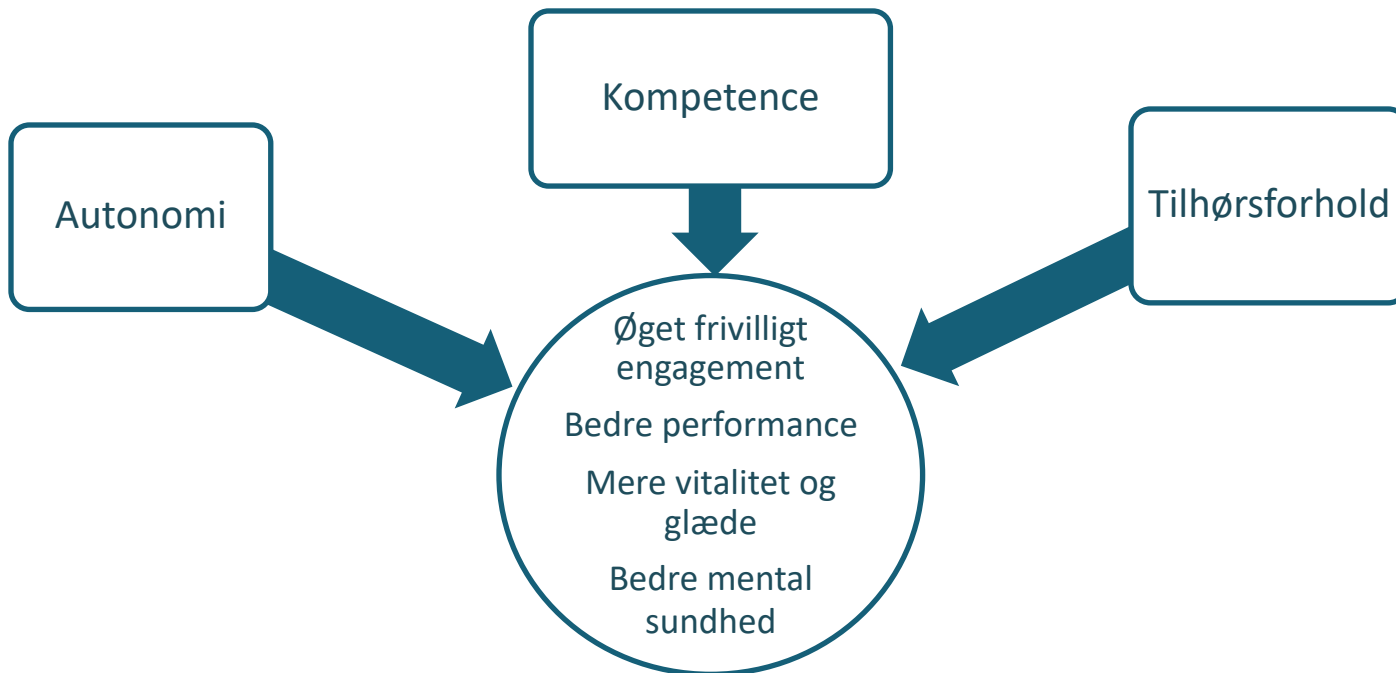 Kompetence
Autonomi
Tilhørsforhold
Øget frivilligt
engagement
Bedre performance
Mere vitalitet og
glæde
Bedre mental
sundhed